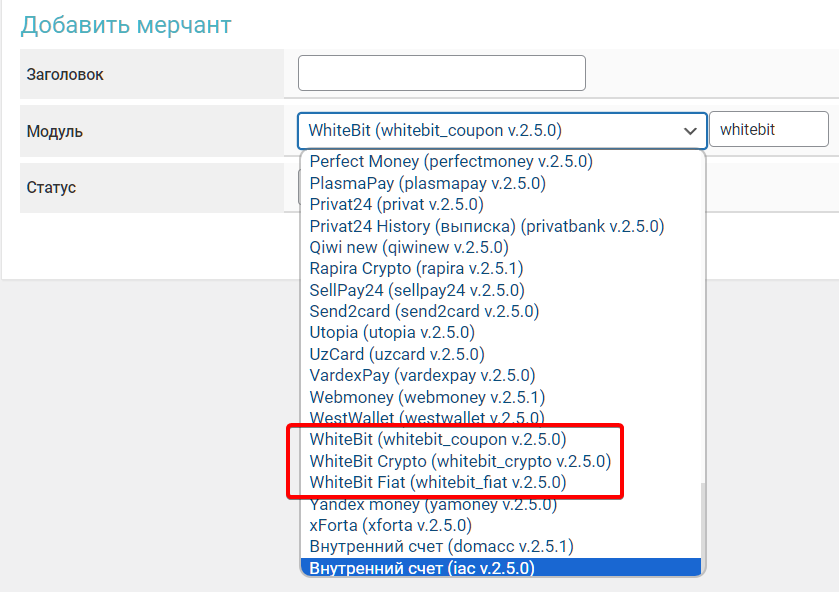 Добавить мерчант
Заголовок
Модуль
WhiteBit (whitebit_coupon v.2.5.0)
whitebit
Статус
Perfect Money (perfectmoney v.2.5.0)
PlasmaPay (plasmapay v.2.5.0)
Privat24 (privat v.2.5.0)
Privat24 History (выписка) (privatbank v.2.5.0)
Qiwi new (qiwinew v.2.5.0)
Rapira Crypto (rapira v.2.5.1)
SellPay24 (sellpay24 v.2.5.0)
Send2card (send2card v.2.5.0)
Utopia (utopia v.2.5.0)
UzCard (uzcard v.2.5.0)
VardexPay (vardexpay v.2.5.0)
Webmoney (webmoney v.2.5.1)
WestWallet (westwallet v.2.5.0)
WhiteBit (whitebit_coupon v.2.5.0)
WhiteBit Crypto (whitebit_crypto v.2.5.0)
WhiteBit Fiat (whitebit_fiat v.2.5.0)
Yandex money (yamoney v.2.5.0)
xForta (xforta v.2.5.0)
Внутренний счет (domacc v.2.5.1)
Внутренний счет (iac v.2.5.0)